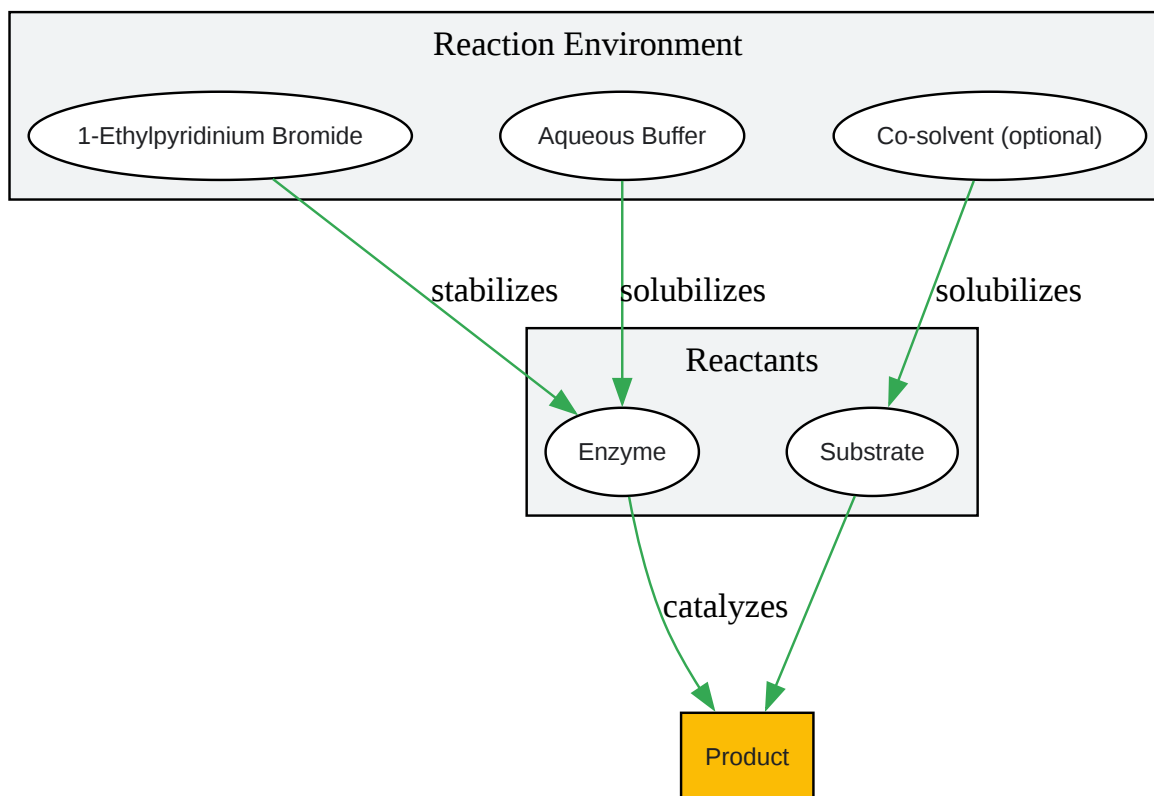 Reaction Environment
1-Ethylpyridinium Bromide
Aqueous Buffer
Co-solvent (optional)
stabilizes
solubilizes
solubilizes
Reactants
Enzyme
Substrate
catalyzes
Product